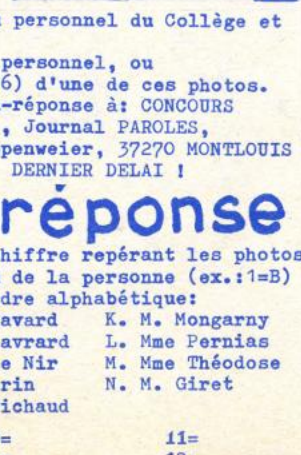 personnel du Collège et
personnel, ou
6) d'une de ces photos.
-réponse à: CONCOURS
, Journal PAROLES,
penweier, 37270 MONTLOUIS
DERNIER DELAI !
réponse
hiffre repérant les photos
de la personne (ex.:1=B)
dre alphabétique:
avard K. M. Mongarny
avrard L. Mme Pernias
e Nir M. Mme Théodose
rin N. M. Giret
ichaud
= 11=